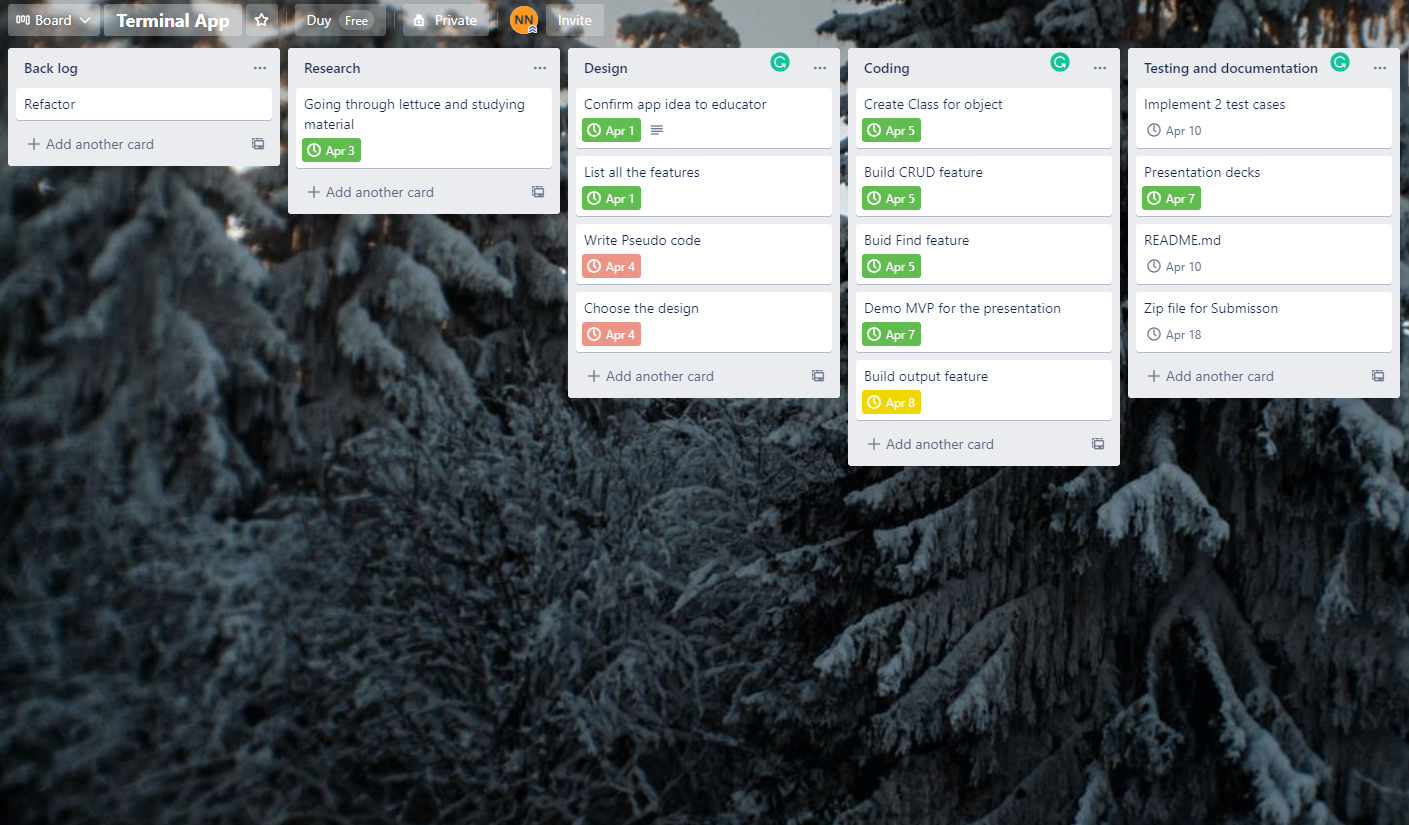 Board
Terminal App
Duy Free
Private
NN
Invite
Back log
Refactor
Add another card
Research
Going through lettuce and studying
material
Apr 3
Add another card
Design
Confirm app idea to educator
Apr 1
List all the features
Apr 1
Write Pseudo code
Apr 4
Choose the design
Apr 4
Add another card
Coding
Create Class for object
Apr 5
Build CRUD feature
Apr 5
Buid Find feature
Apr 5
Demo MVP for the presentation
Apr 7
Build output feature
Apr 8
Add another card
Testing and documentation
Implement 2 test cases
Apr 10
Presentation decks
Apr 7
README.md
Apr 10
Zip file for Submisson
Apr 18
Add another card